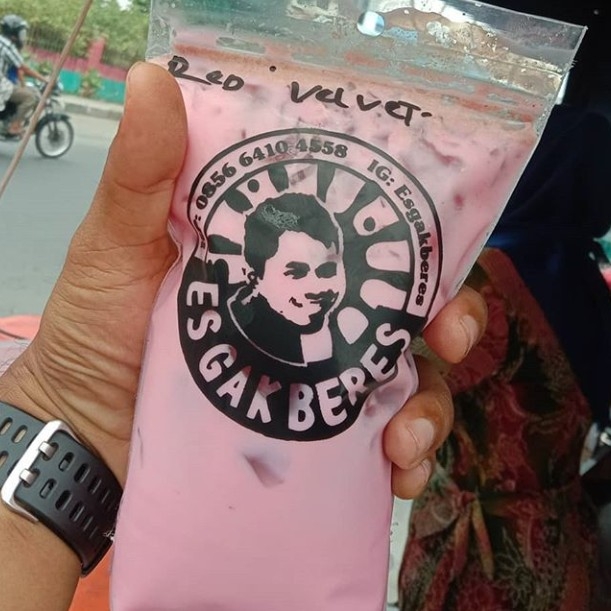 Red Velvet
: 0856 6410 4558 IG: Esgakberes
ES GAK BERES